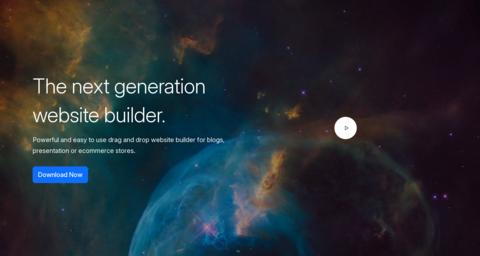 The next generation
website builder.
Powerful and easy to use drag and drop website builder for blogs,
presentation or ecommerce stores.
Download Now